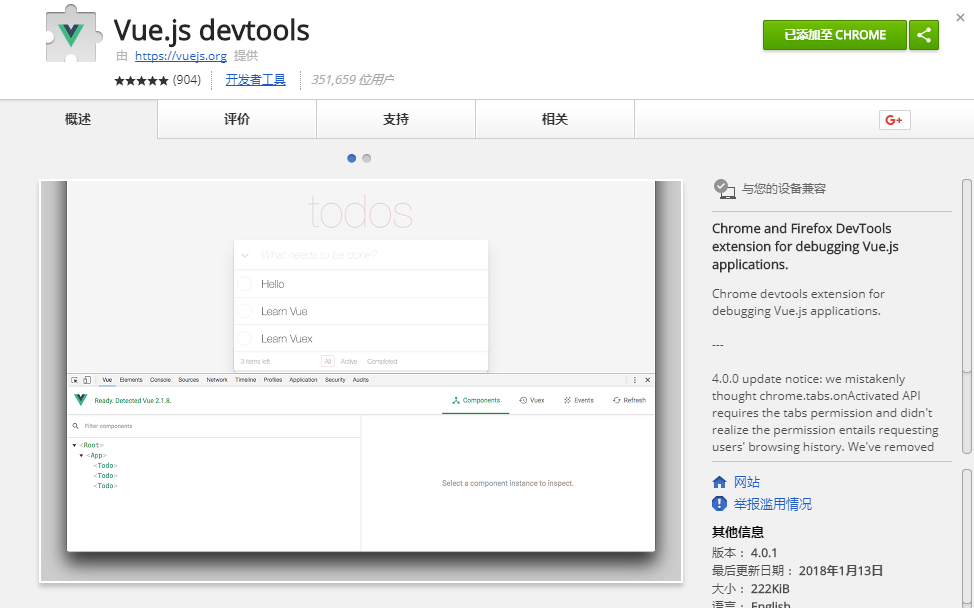 Vue.js devtools
由 https://vuejs.org 提供
★★★★★ (904) 开发者工具 351,659 位用户
已添加至 CHROME
概述 评价 支持 相关
G+
todos
What needs to be done?
Hello
Learn Vue
Learn Vuex
3 items left All Active Completed
Vue Elements Console Sources Network Timeline Profiles Application Security Audits
Ready. Detected Vue 2.1.8.
Components Vuex Events Refresh
Filter components
<Root>
<App>
<Todo>
<Todo>
<Todo>
Select a component instance to inspect.
与您的设备兼容
Chrome and Firefox DevTools
extension for debugging Vue.js
applications.
Chrome devtools extension for
debugging Vue.js applications.
---
4.0.0 update notice: we mistakenly
thought chrome.tabs.onActivated API
requires the tabs permission and didn't
realize the permission entails requesting
users' browsing history. We've removed
网站
举报滥用情况
其他信息
版本： 4.0.1
最后更新日期： 2018年1月13日
大小： 222KiB
语言： English